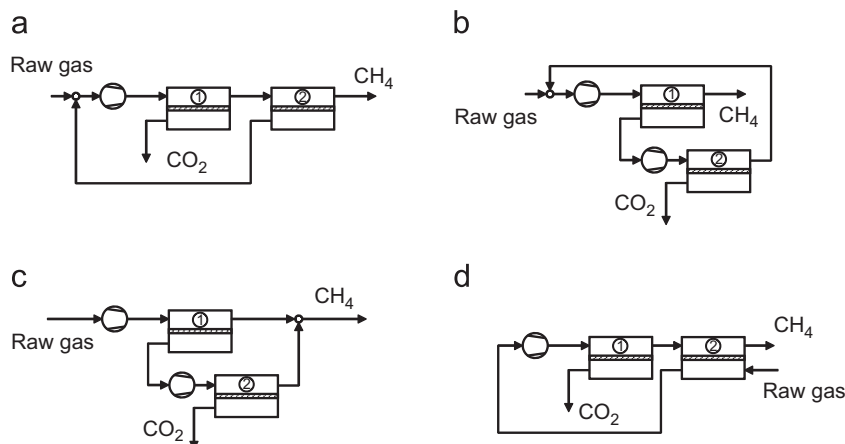 a
Raw gas
①
②
CH4
CO2
b
Raw gas
①
CH4
②
CO2
c
Raw gas
①
CH4
②
CO2
d
①
②
CH4
Raw gas
CO2